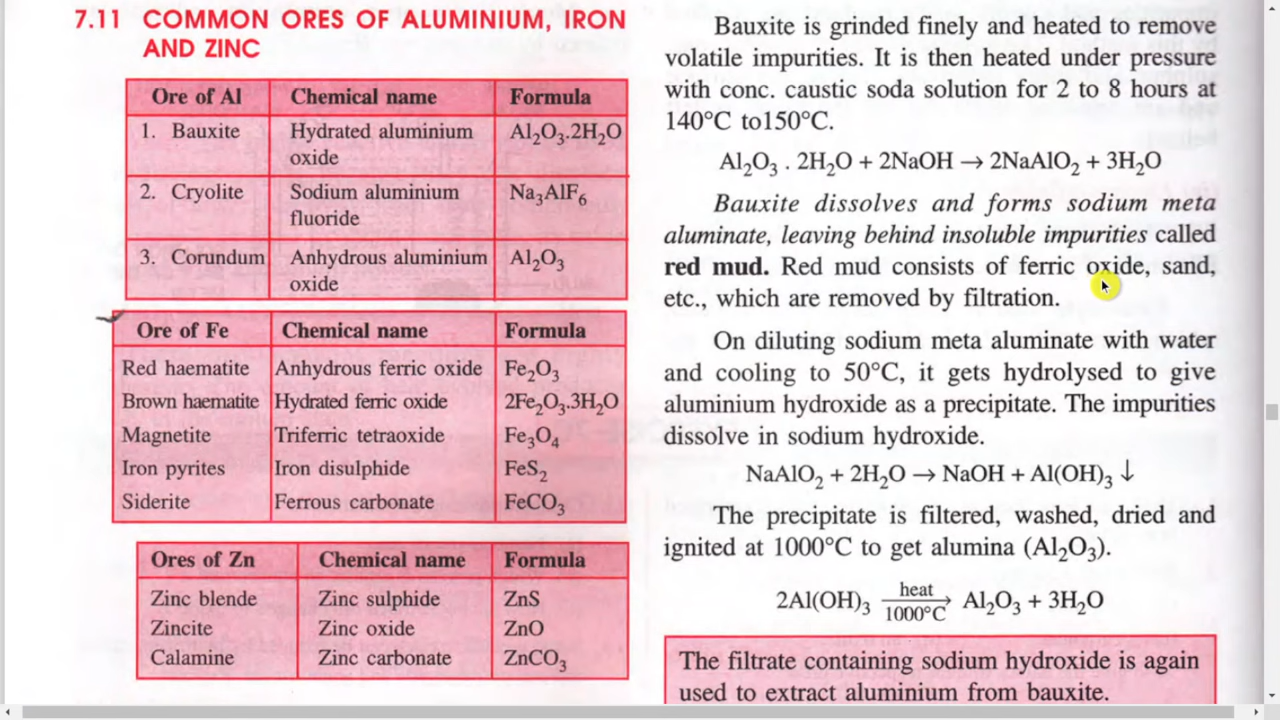 7.11 COMMON ORES OF ALUMINIUM, IRON
AND ZINC
Ore of Al Chemical name Formula
1. Bauxite Hydrated aluminium Al₂O₃.2H₂O
oxide
2. Cryolite Sodium aluminium Na₃AlF₆
fluoride
3. Corundum Anhydrous aluminium Al₂O₃
oxide
Ore of Fe Chemical name Formula
Red haematite Anhydrous ferric oxide Fe₂O₃
Brown haematite Hydrated ferric oxide 2Fe₂O₃.3H₂O
Magnetite Triferric tetraoxide Fe₃O₄
Iron pyrites Iron disulphide FeS₂
Siderite Ferrous carbonate FeCO₃
Ores of Zn Chemical name Formula
Zinc blende Zinc sulphide ZnS
Zincite Zinc oxide ZnO
Calamine Zinc carbonate ZnCO₃
Bauxite is grinded finely and heated to remove
volatile impurities. It is then heated under pressure
with conc. caustic soda solution for 2 to 8 hours at
140°C to150°C.
Al₂O₃ . 2H₂O + 2NaOH → 2NaAlO₂ + 3H₂O
Bauxite dissolves and forms sodium meta
aluminate, leaving behind insoluble impurities called
red mud. Red mud consists of ferric oxide, sand,
etc., which are removed by filtration.
On diluting sodium meta aluminate with water
and cooling to 50°C, it gets hydrolysed to give
aluminium hydroxide as a precipitate. The impurities
dissolve in sodium hydroxide.
NaAlO₂ + 2H₂O → NaOH + Al(OH)₃ ↓
The precipitate is filtered, washed, dried and
ignited at 1000°C to get alumina (Al₂O₃).
heat
2Al(OH)₃ → Al₂O₃ + 3H₂O
1000°C
The filtrate containing sodium hydroxide is again
used to extract aluminium from bauxite.